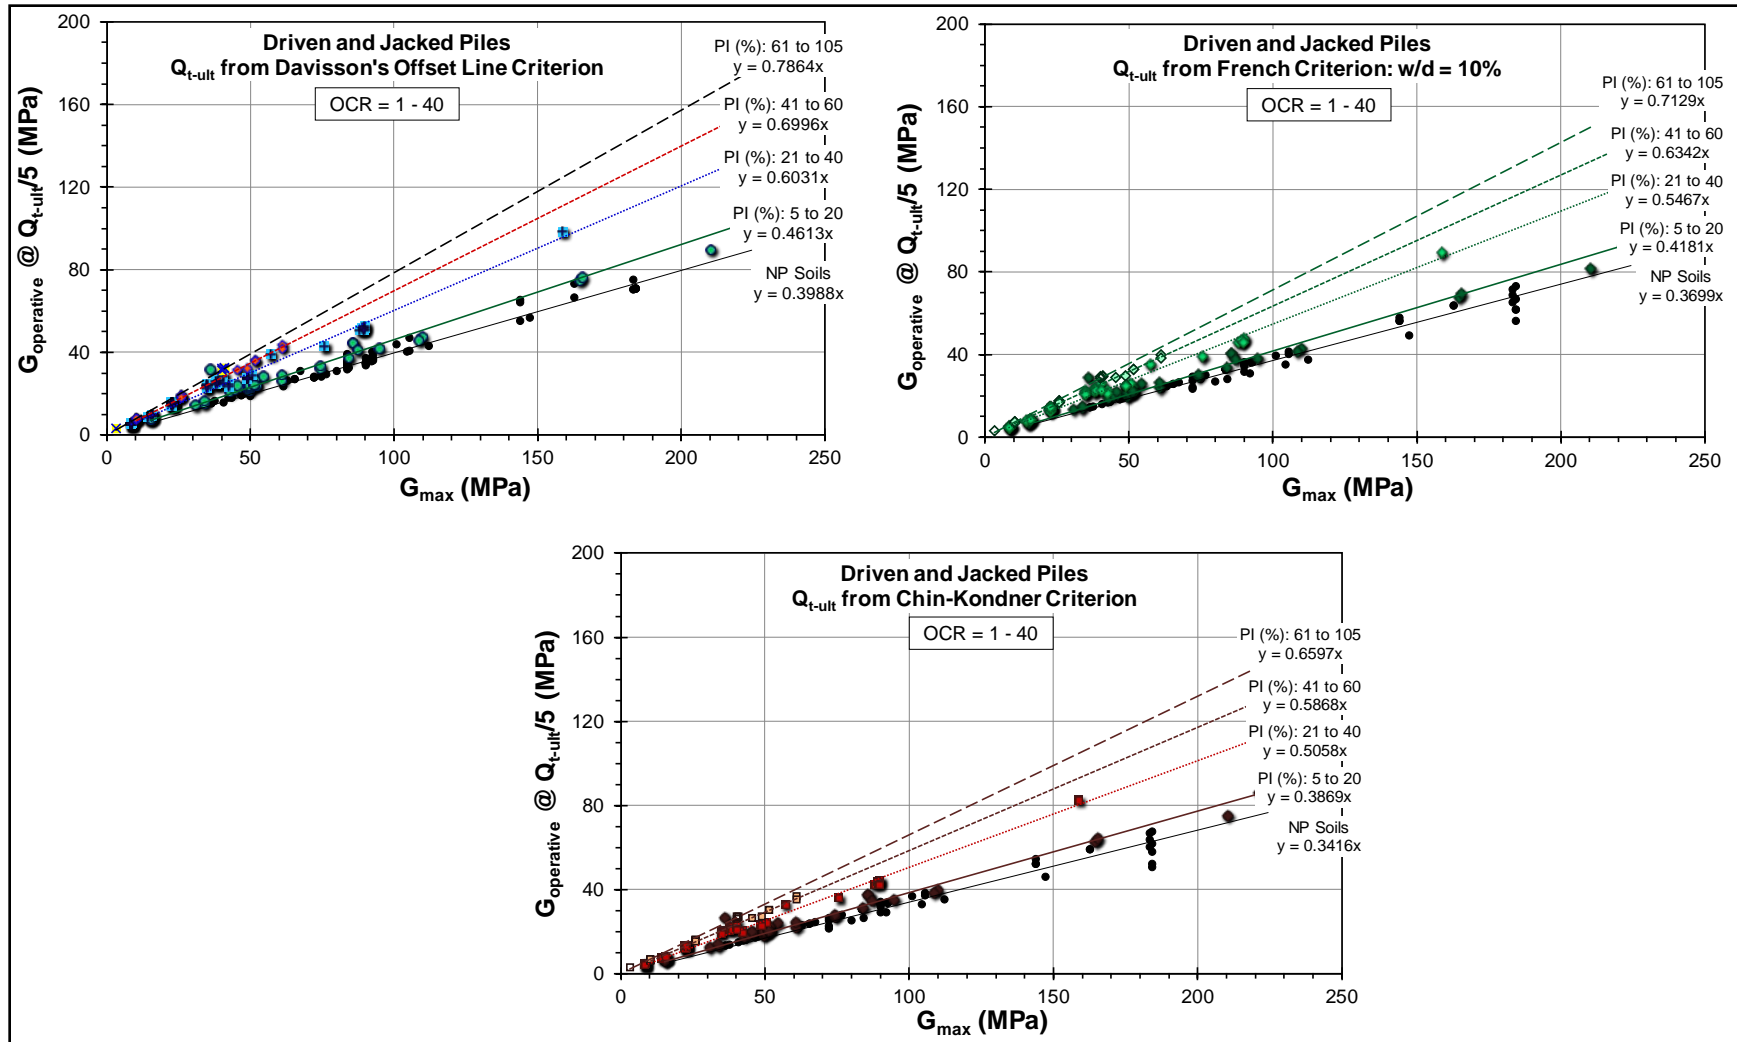 Driven and Jacked Piles
Qt-ult from Davisson's Offset Line Criterion
OCR = 1 - 40
PI (%): 61 to 105
y = 0.7864x
PI (%): 41 to 60
y = 0.6996x
PI (%): 21 to 40
y = 0.6031x
PI (%): 5 to 20
y = 0.4613x
NP Soils
y = 0.3988x
Goperative @ Qt-ult/5 (MPa)
200
160
120
80
40
0
0 50 100 150 200 250
Gmax (MPa)
Driven and Jacked Piles
Qt-ult from French Criterion: w/d = 10%
OCR = 1 - 40
PI (%): 61 to 105
y = 0.7129x
PI (%): 41 to 60
y = 0.6342x
PI (%): 21 to 40
y = 0.5467x
PI (%): 5 to 20
y = 0.4181x
NP Soils
y = 0.3699x
Goperative @ Qt-ult/5 (MPa)
200
160
120
80
40
0
0 50 100 150 200 250
Gmax (MPa)
Driven and Jacked Piles
Qt-ult from Chin-Kondner Criterion
OCR = 1 - 40
PI (%): 61 to 105
y = 0.6597x
PI (%): 41 to 60
y = 0.5868x
PI (%): 21 to 40
y = 0.5058x
PI (%): 5 to 20
y = 0.3869x
NP Soils
y = 0.3416x
Goperative @ Qt-ult/5 (MPa)
200
160
120
80
40
0
0 50 100 150 200 250
Gmax (MPa)